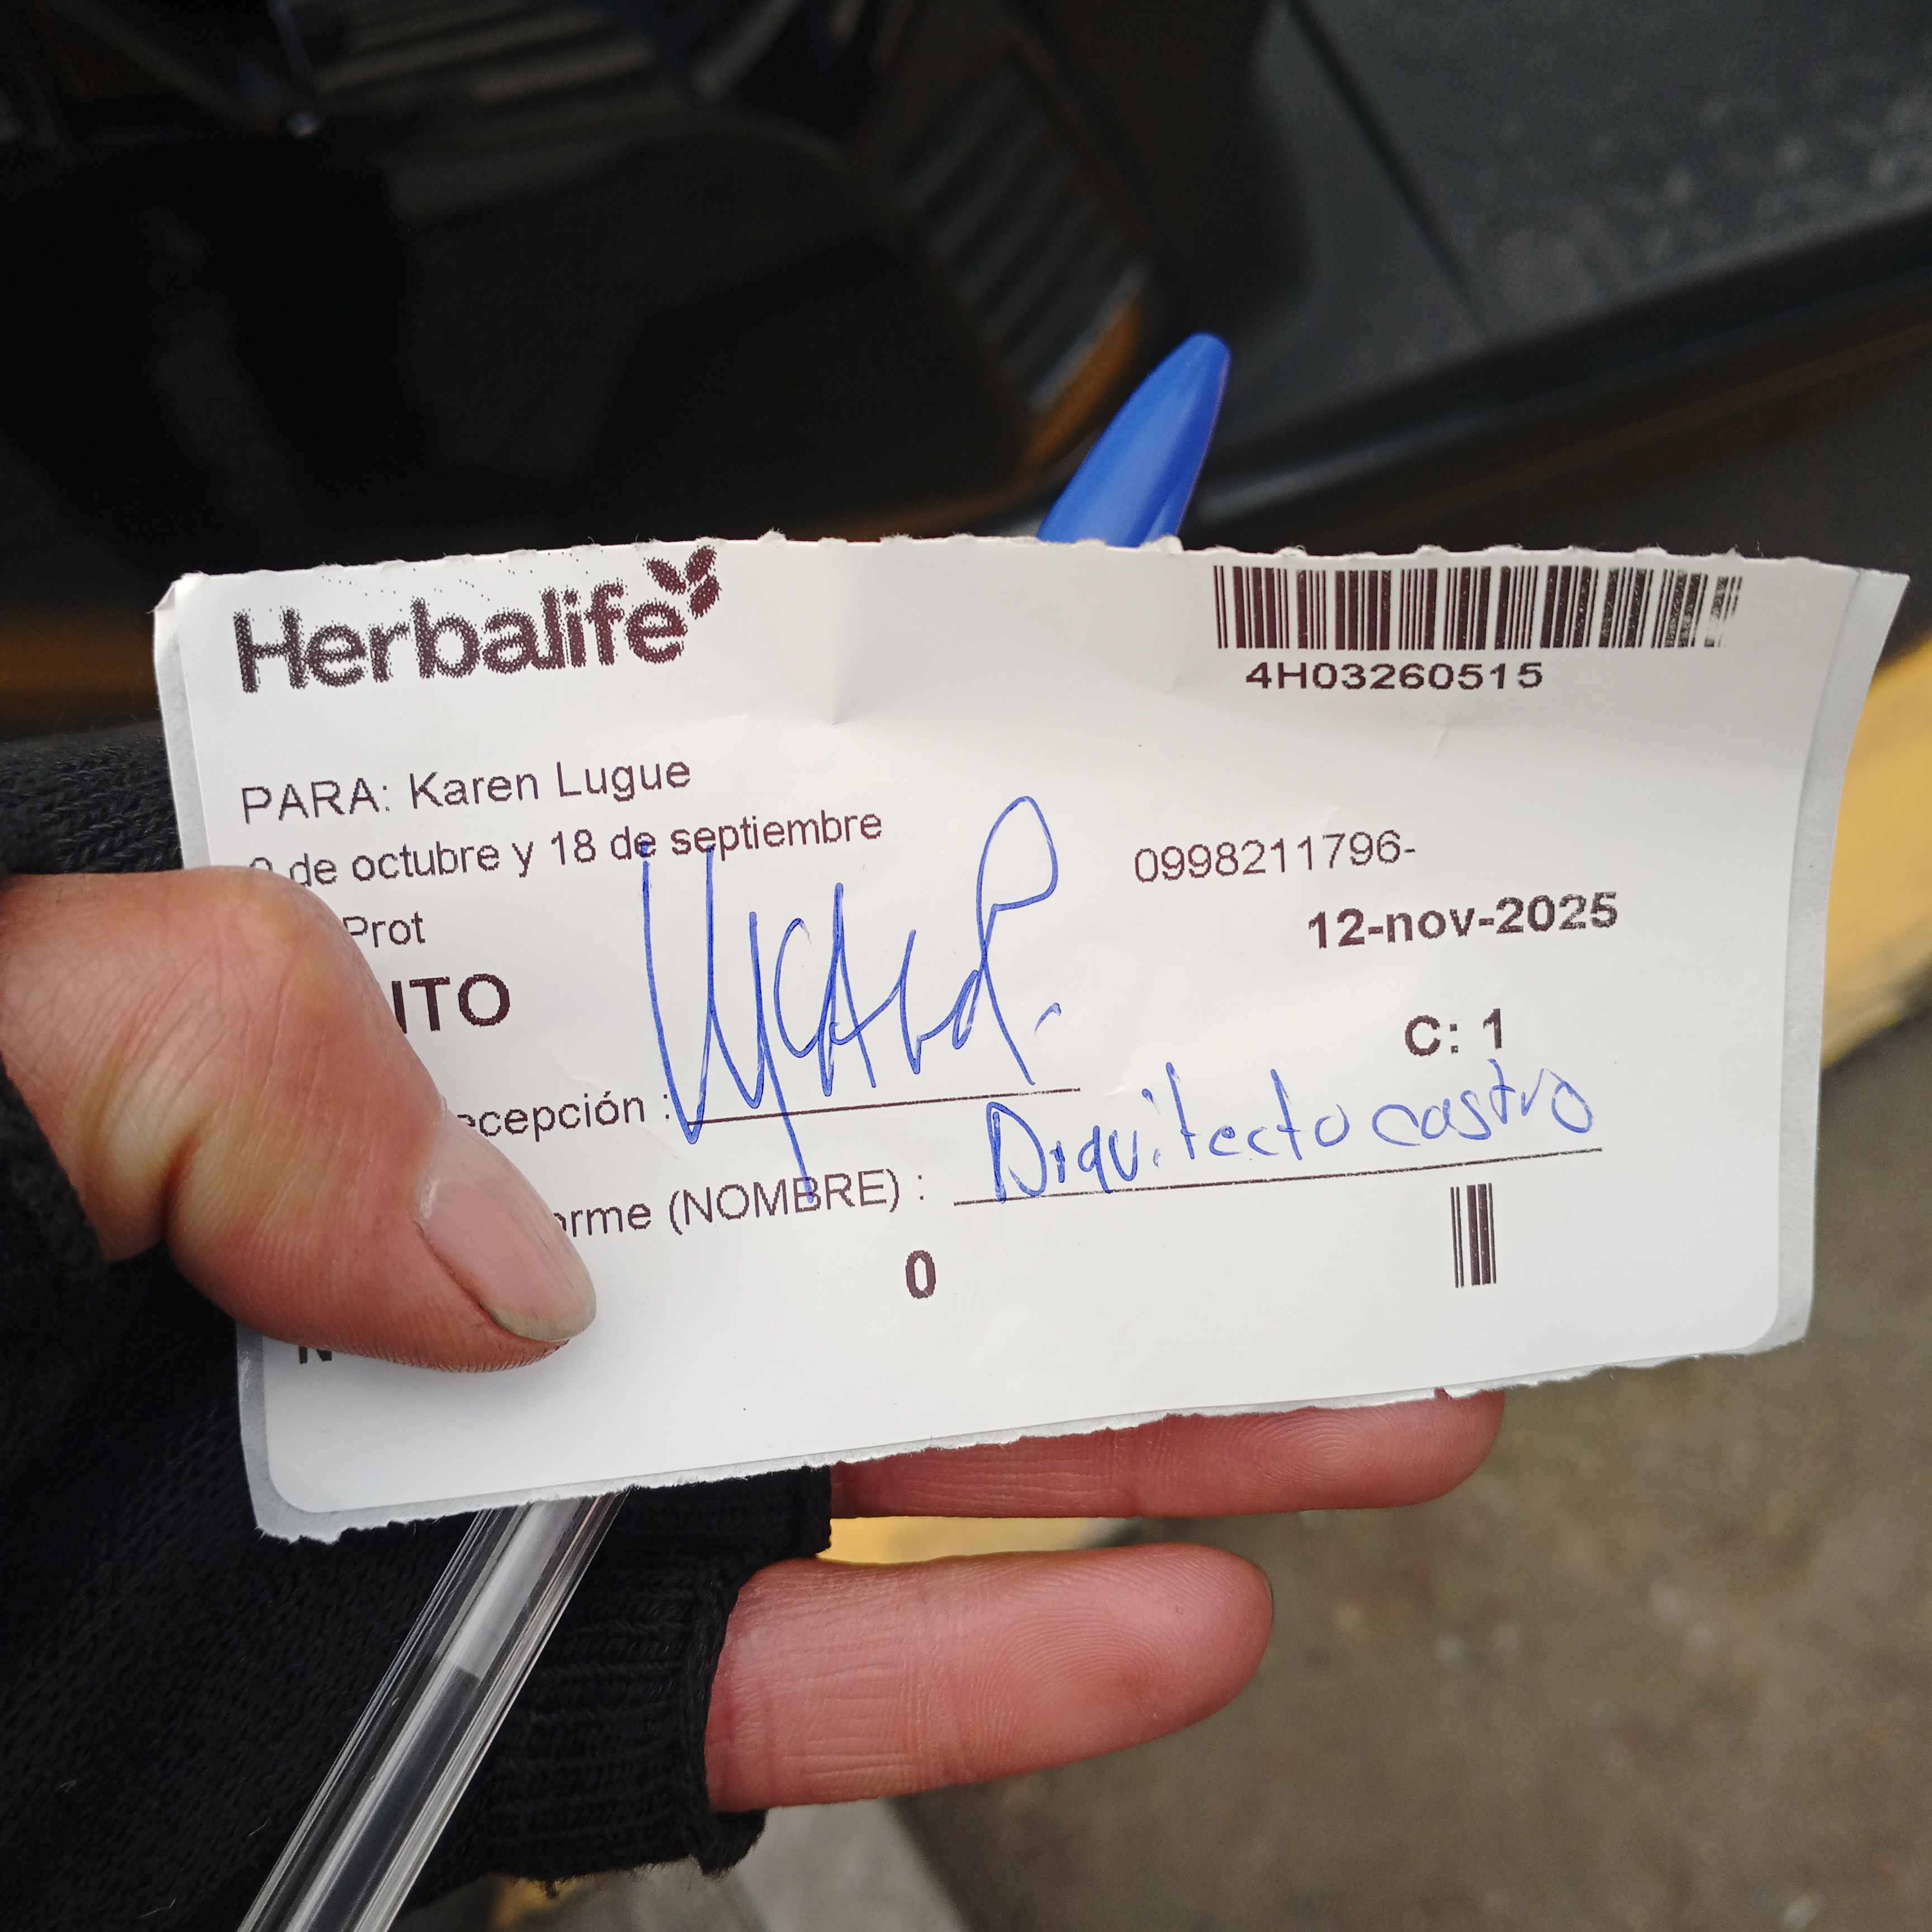 Herbalife
4H03260515
PARA: Karen Lugue
de octubre y 18 de septiembre
0998211796-
Prot
12-nov-2025
ITO
C: 1
ecepción :
orme (NOMBRE) : Arquitecto castro
0
N